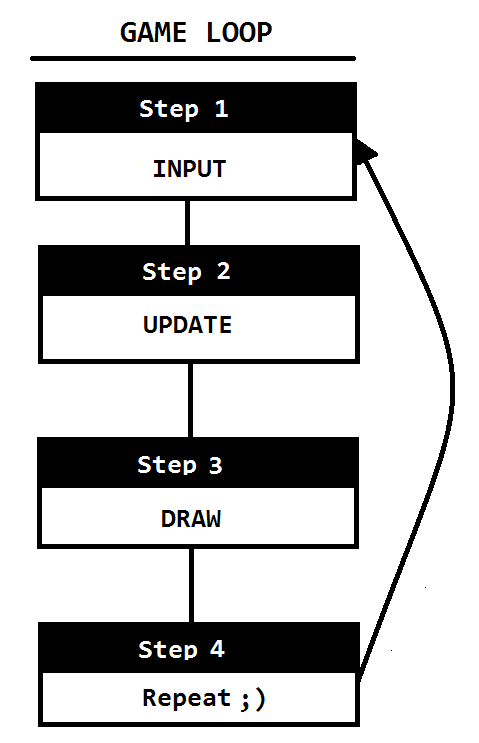 GAME LOOP
Step 1
INPUT
Step 2
UPDATE
Step 3
DRAW
Step 4
Repeat ;)